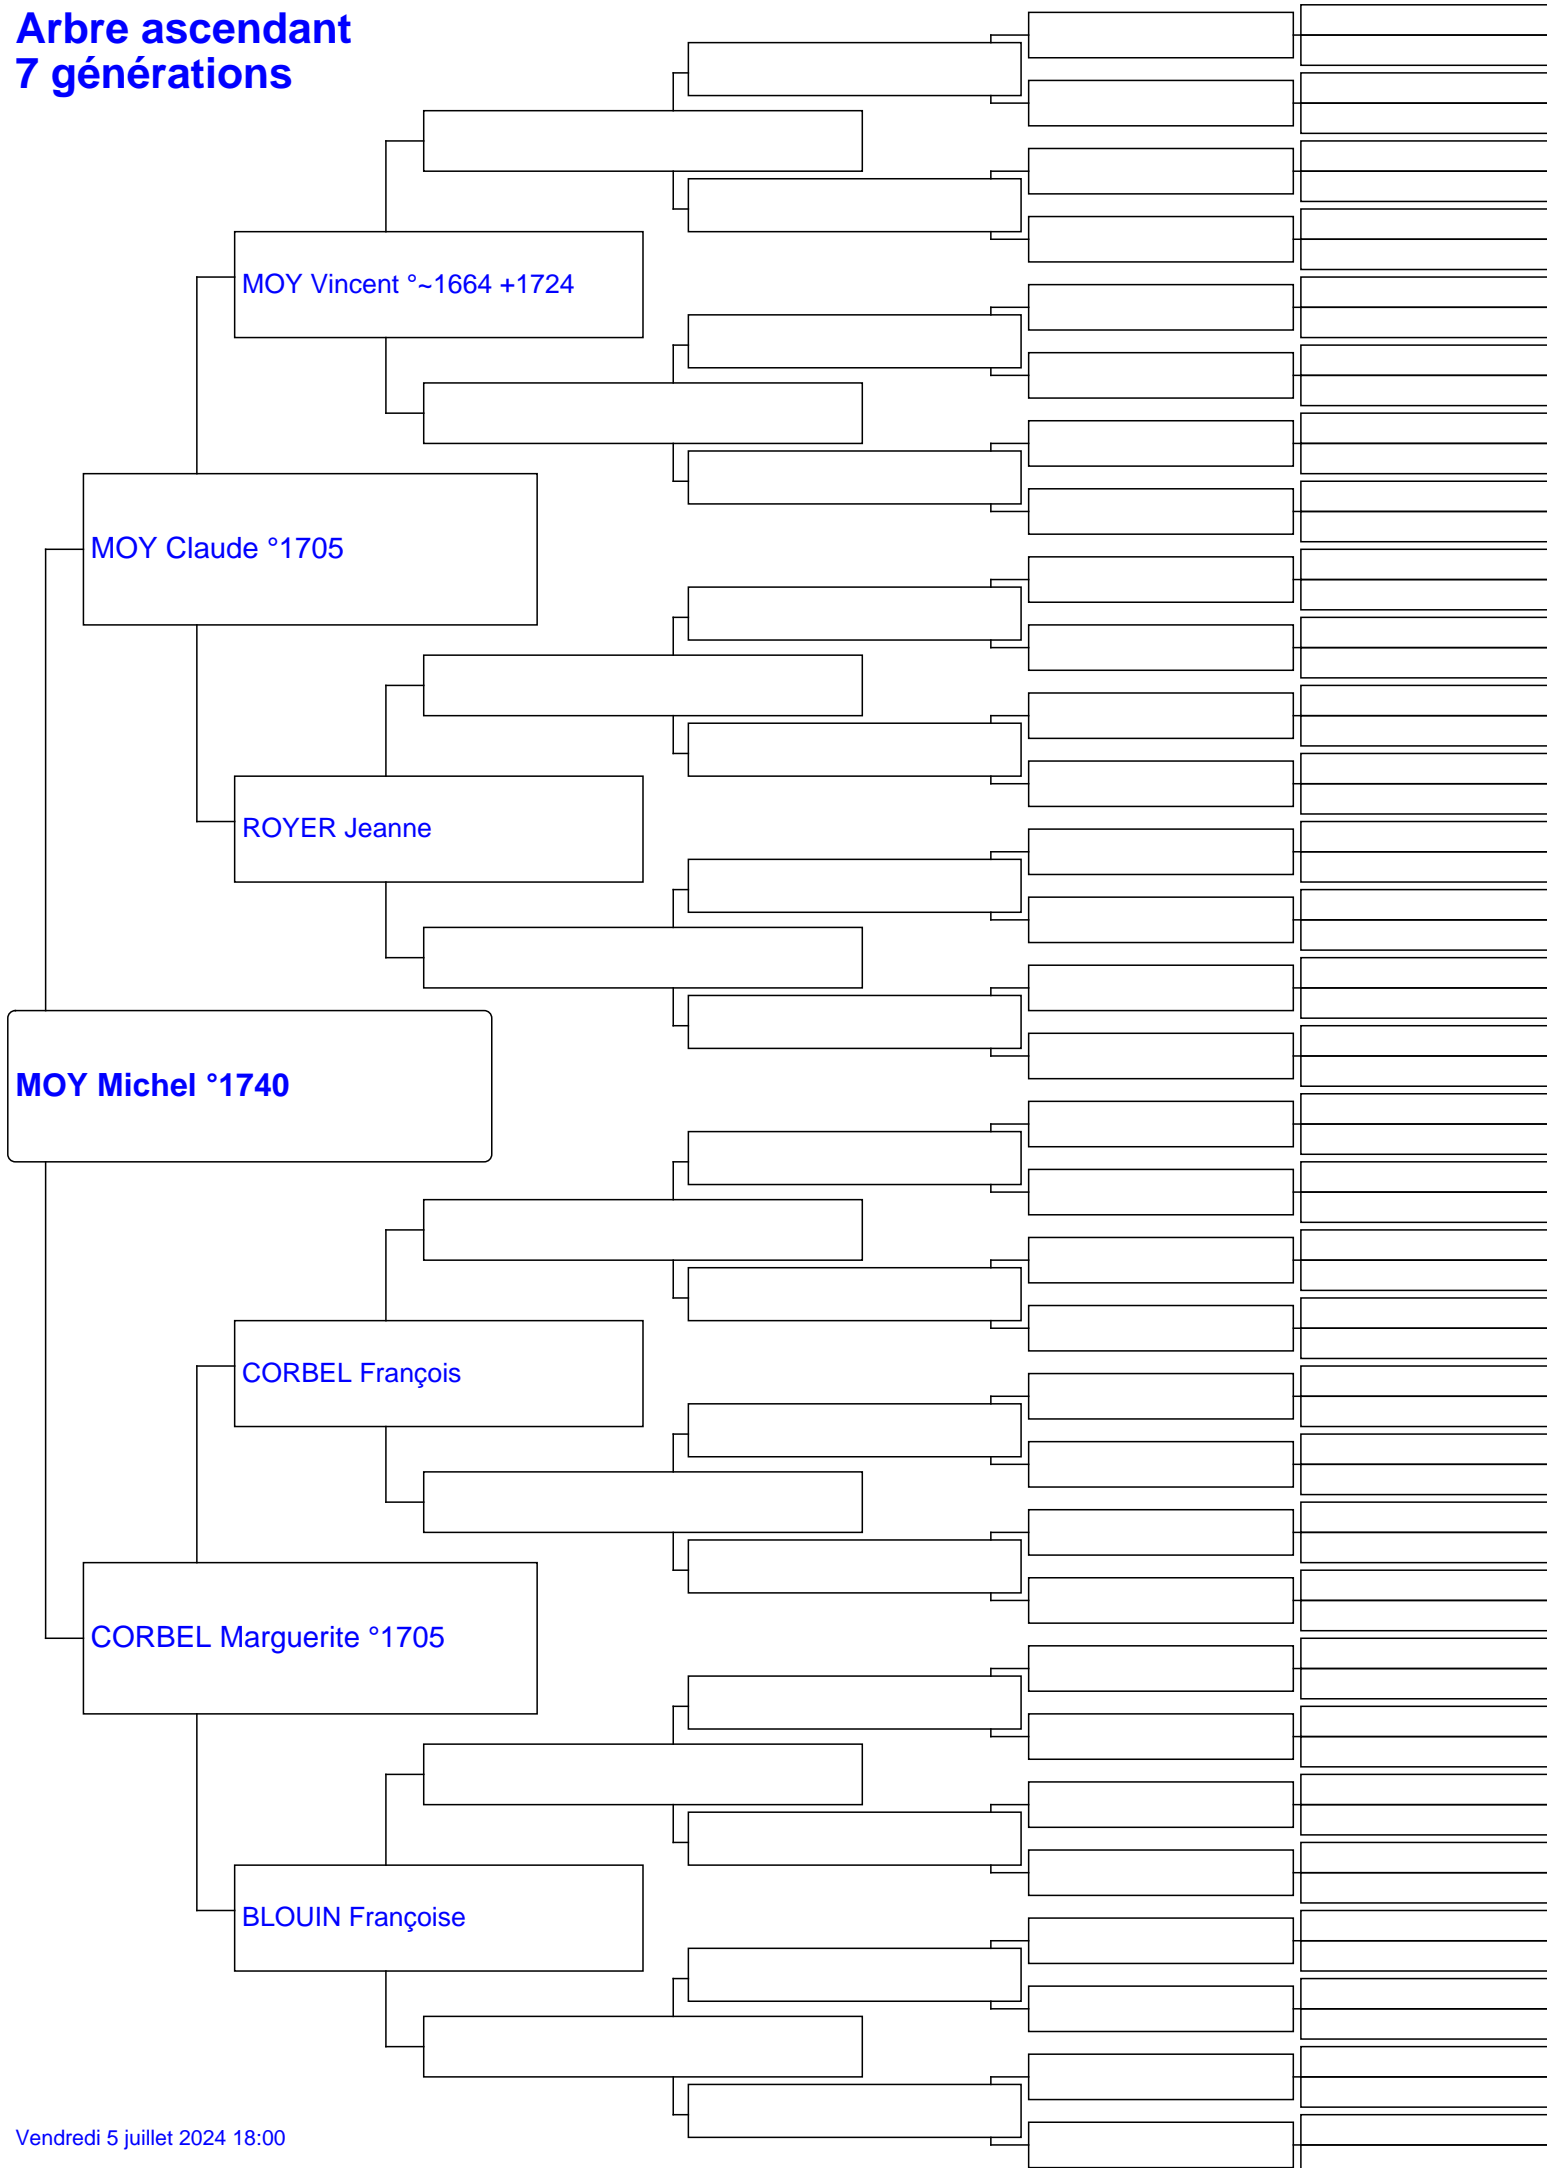 Arbre ascendant
7 générations
MOY Vincent °~1664 +1724
MOY Claude °1705
ROYER Jeanne
MOY Michel °1740
CORBEL François
CORBEL Marguerite °1705
BLOUIN Françoise
Vendredi 5 juillet 2024 18:00